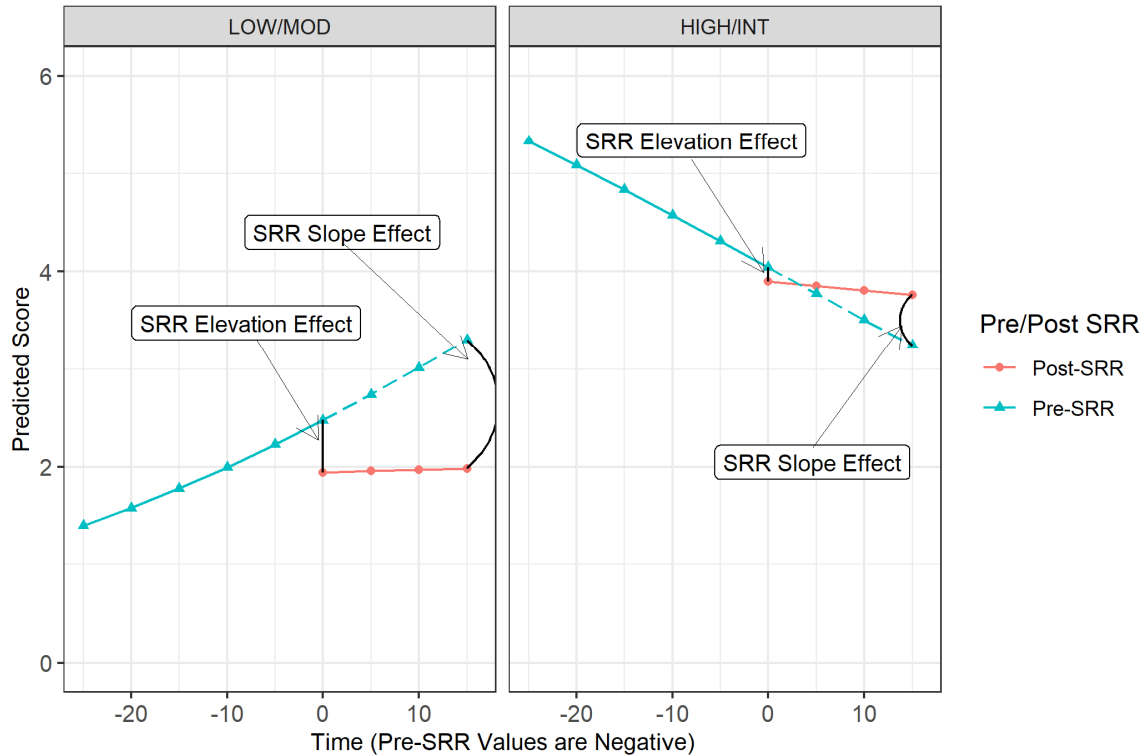 LOW/MOD
HIGH/INT
6
4
2
0
SRR Elevation Effect
SRR Slope Effect
SRR Elevation Effect
SRR Slope Effect
-20
-10
0
10
-20
-10
0
10
Predicted Score
Time (Pre-SRR Values are Negative)
Pre/Post SRR
Post-SRR
Pre-SRR